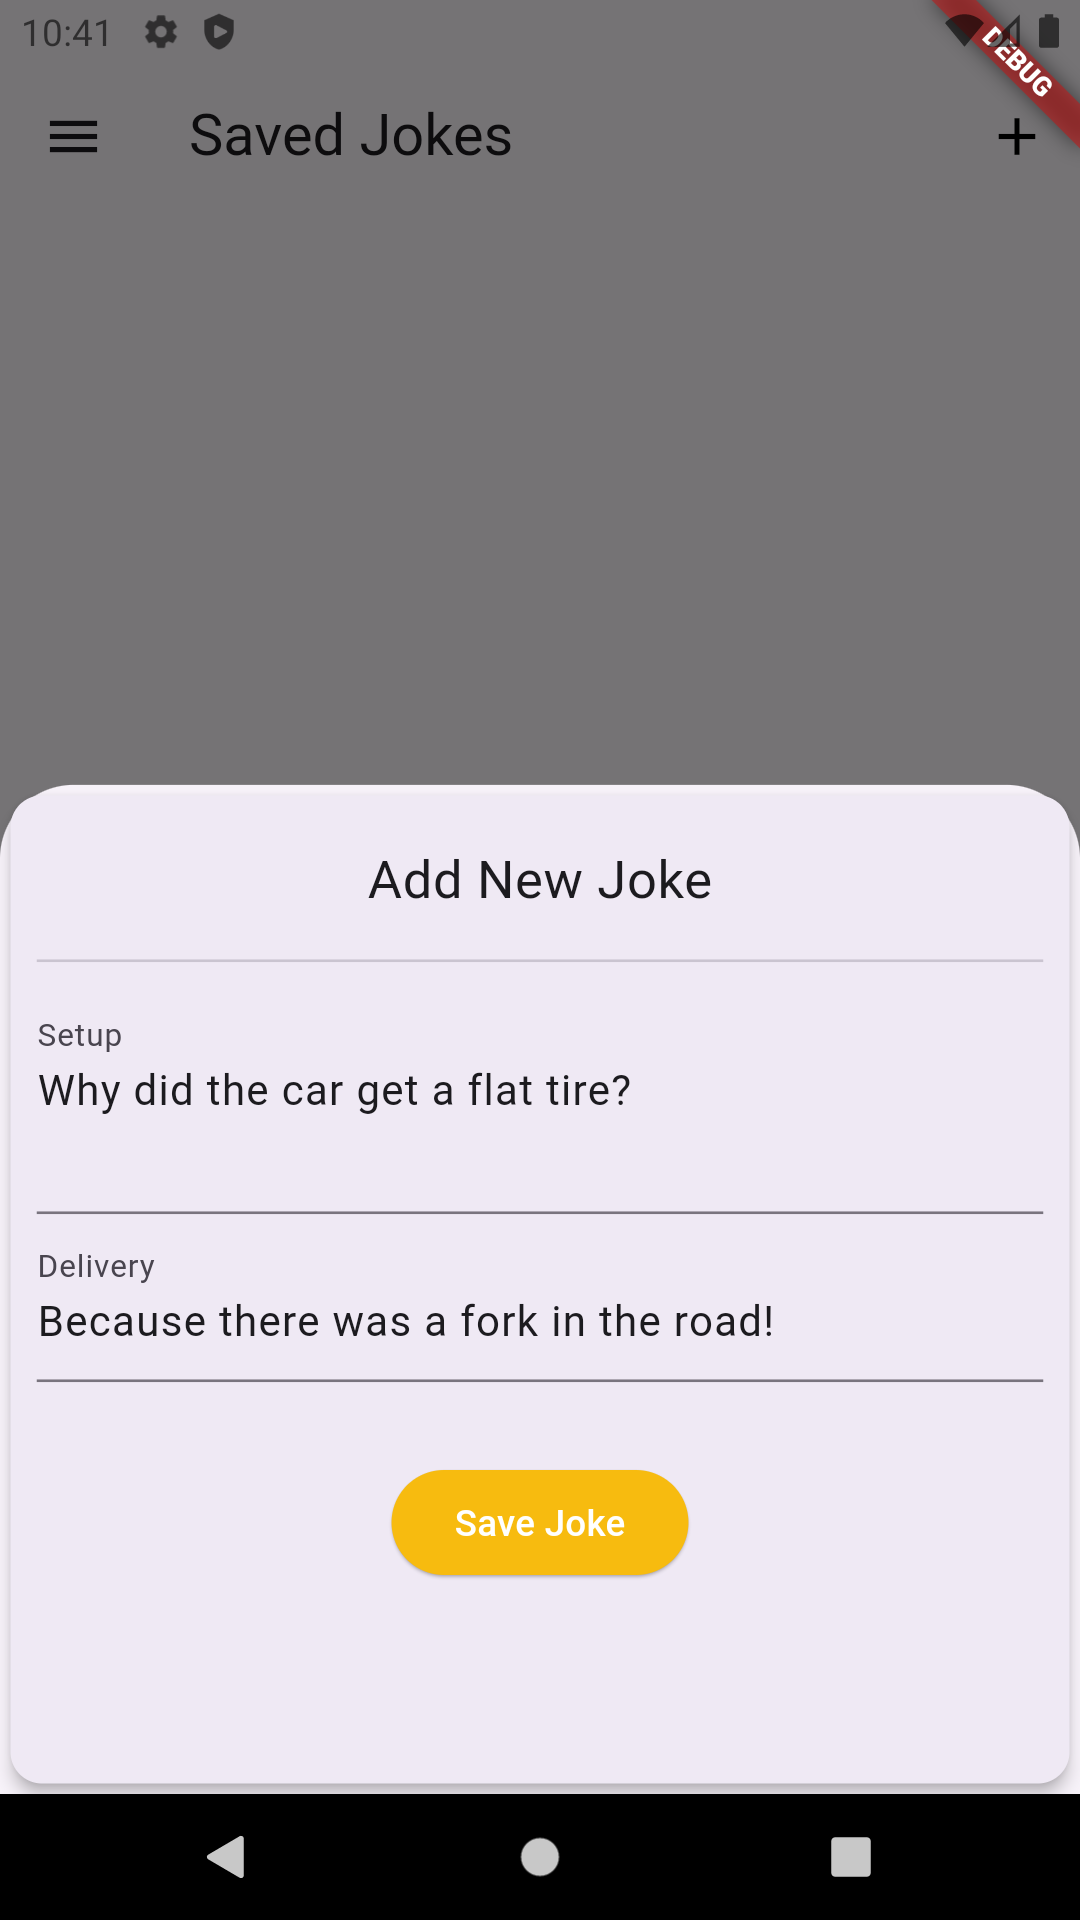 10:41
DEBUG
Saved Jokes
Add New Joke
Setup
Why did the car get a flat tire?
Delivery
Because there was a fork in the road!
Save Joke